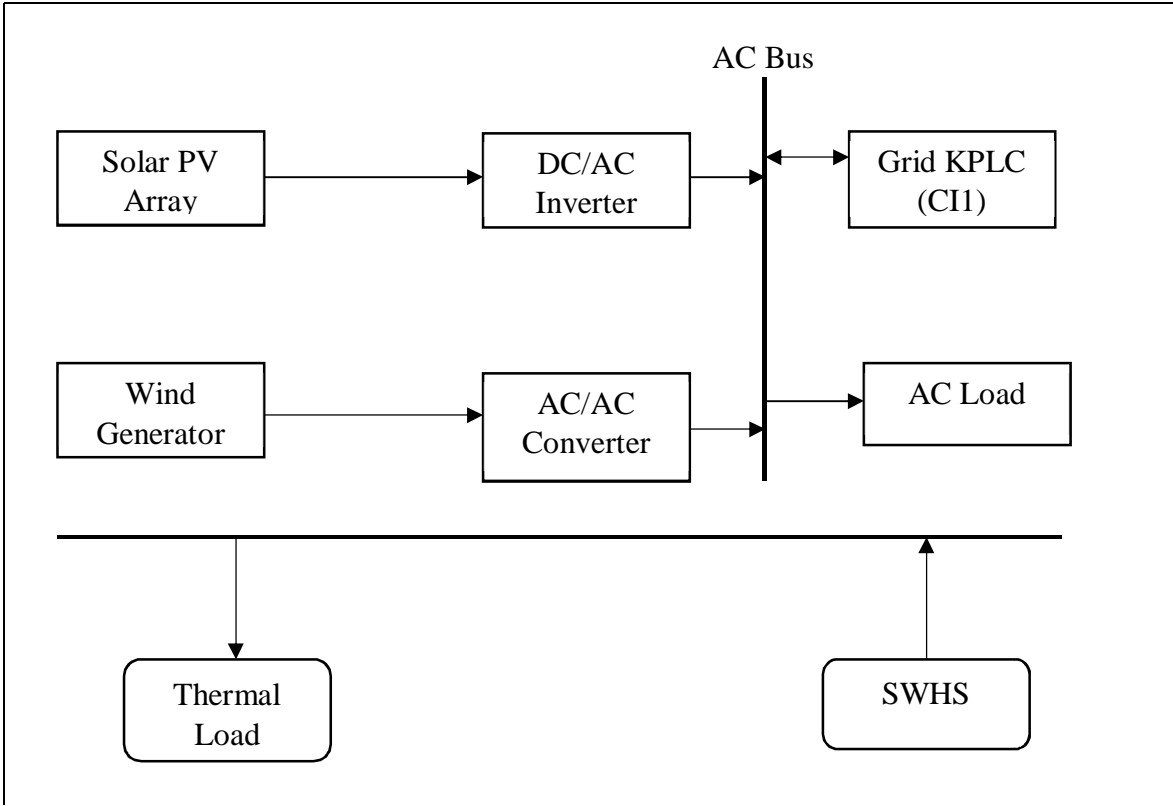 AC Bus
Solar PV
Array
DC/AC
Inverter
Grid KPLC
(CI1)
Wind
Generator
AC/AC
Converter
AC Load
Thermal
Load
SWHS